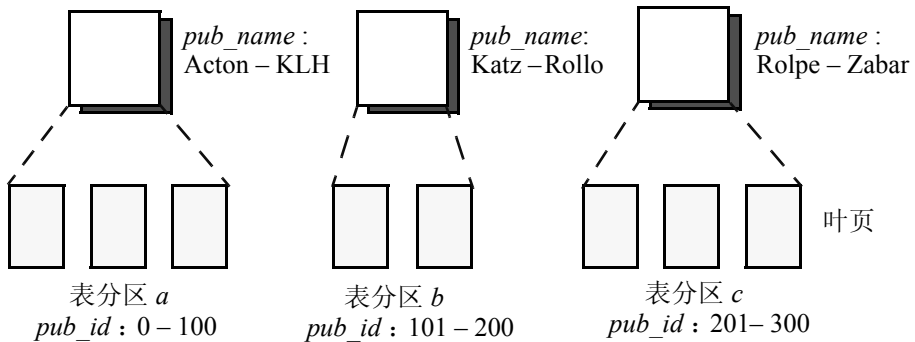 pub_name :
Acton – KLH
pub_name:
Katz –Rollo
pub_name :
Rolpe – Zabar
叶页
表分区 a
pub_id : 0 – 100
表分区 b
pub_id : 101 – 200
表分区 c
pub_id : 201– 300